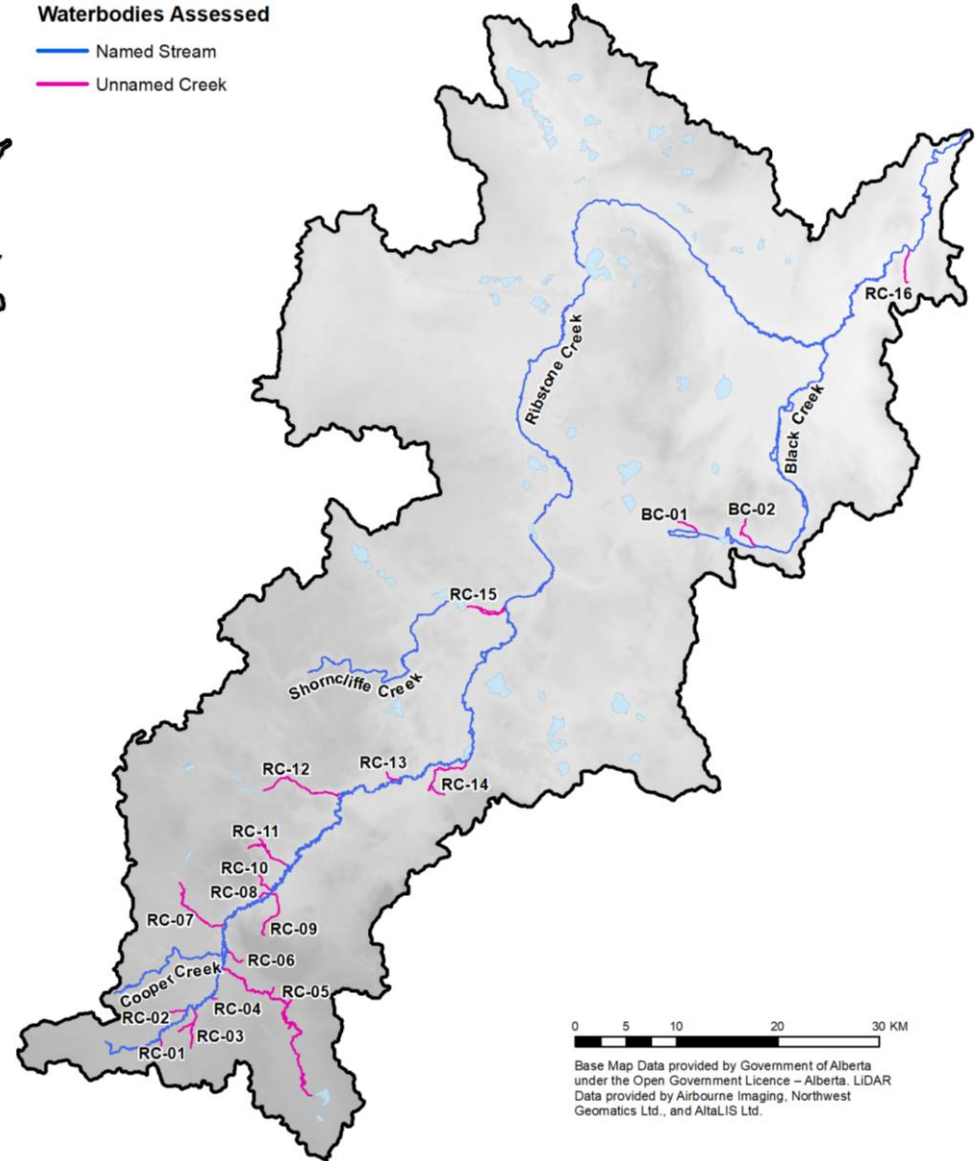 Waterbodies Assessed
Named Stream
Unnamed Creek
RC-16
Ribstone Creek
Black Creek
BC-01
BC-02
RC-15
Shorncliffe Creek
RC-12
RC-13
RC-14
RC-11
RC-10
RC-08
RC-07
RC-09
RC-06
Cooper Creek
RC-05
RC-04
RC-02
RC-03
RC-01
0 5 10 20 30 KM
Base Map Data provided by Government of Alberta
under the Open Government Licence – Alberta. LiDAR
Data provided by Airbourne Imaging, Northwest
Geomatics Ltd., and AltaLIS Ltd.